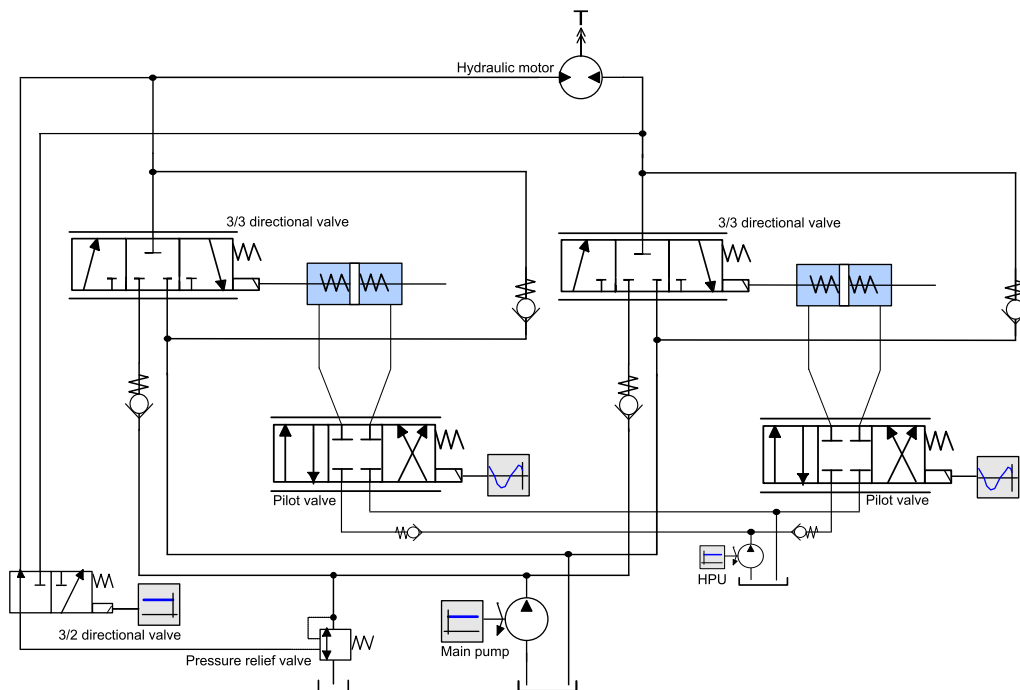 T
Hydraulic motor
3/3 directional valve
3/3 directional valve
Pilot valve
Pilot valve
HPU
3/2 directional valve
Main pump
Pressure relief valve